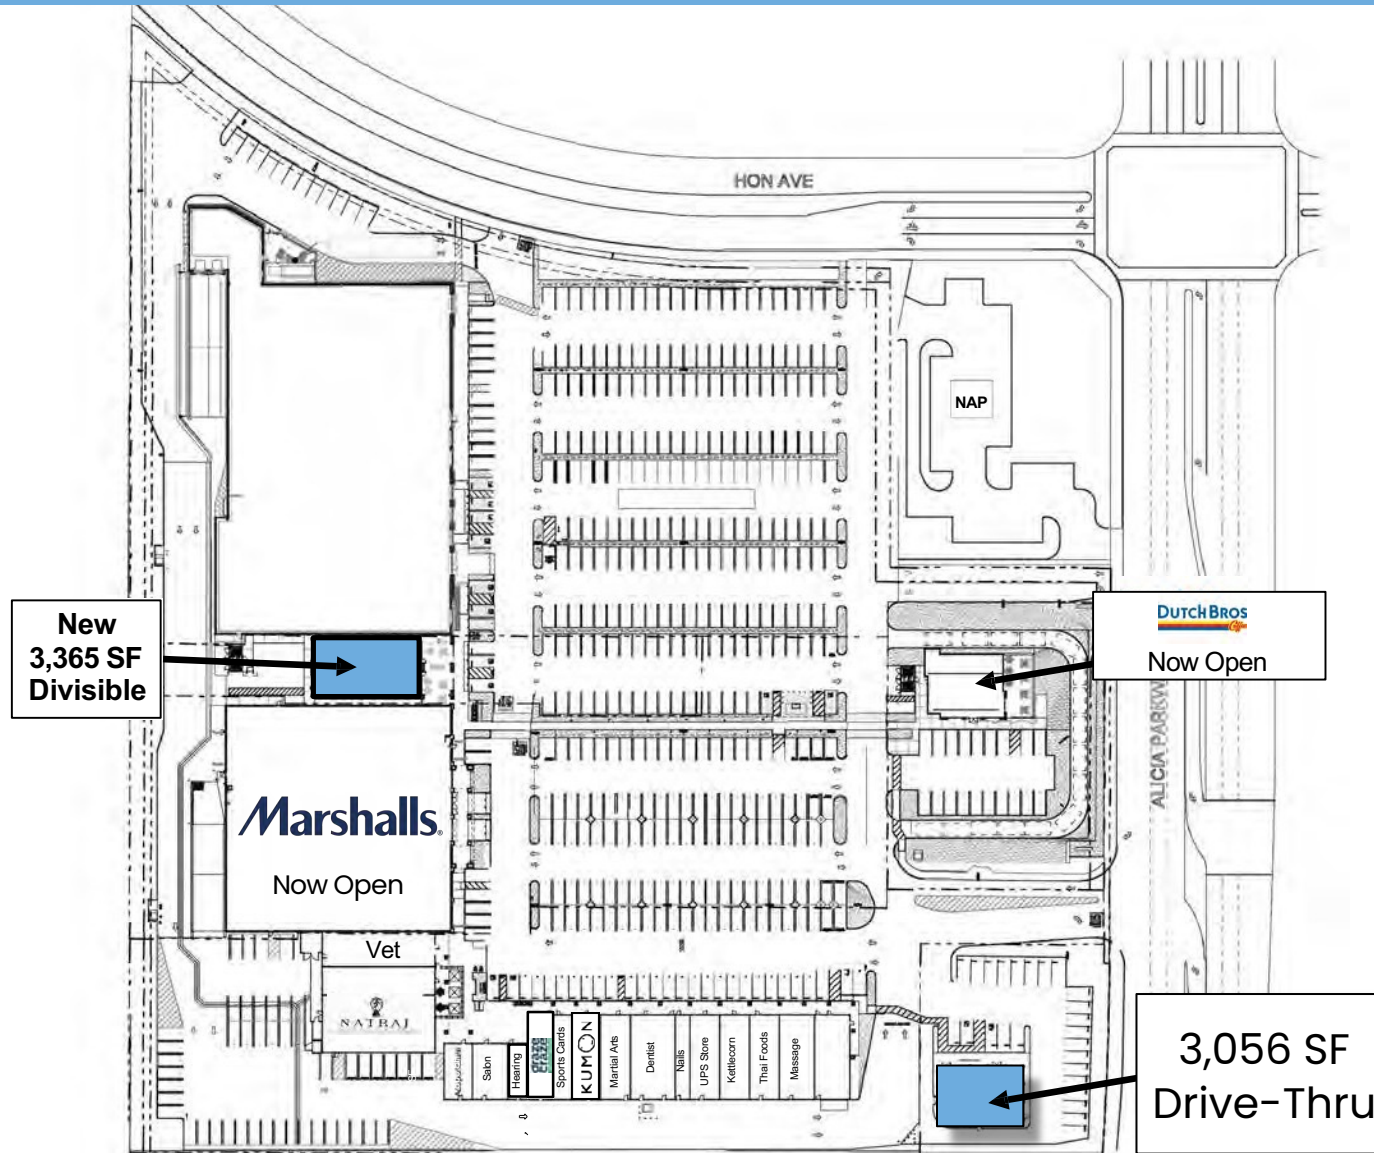 HON AVE
NAP
New
3,365 SF
Divisible
DUTCH BROS
Coffee
Now Open
ALICIA PARKWAY
Marshalls
Now Open
Vet
NATRAJ
Salon
Hearing
Sports Cards
KUMON
Martial Arts
Dentist
Nails
UPS Store
Kettlecorn
Thai Foods
Massage
3,056 SF
Drive-Thru